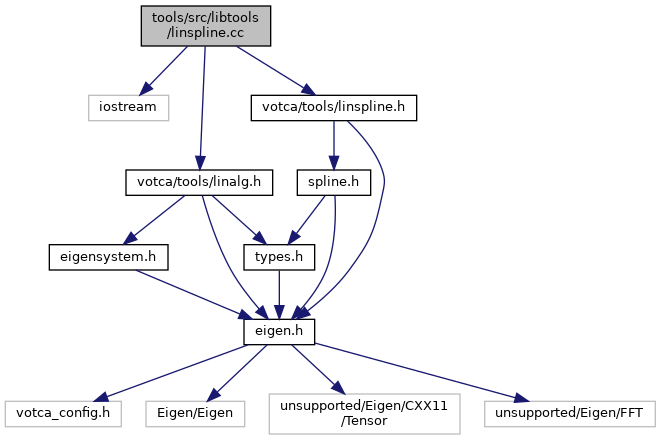 tools/src/libtools
/linspline.cc
iostream
votca/tools/linspline.h
votca/tools/linalg.h
spline.h
eigensystem.h
types.h
eigen.h
votca_config.h
Eigen/Eigen
unsupported/Eigen/CXX11
/Tensor
unsupported/Eigen/FFT